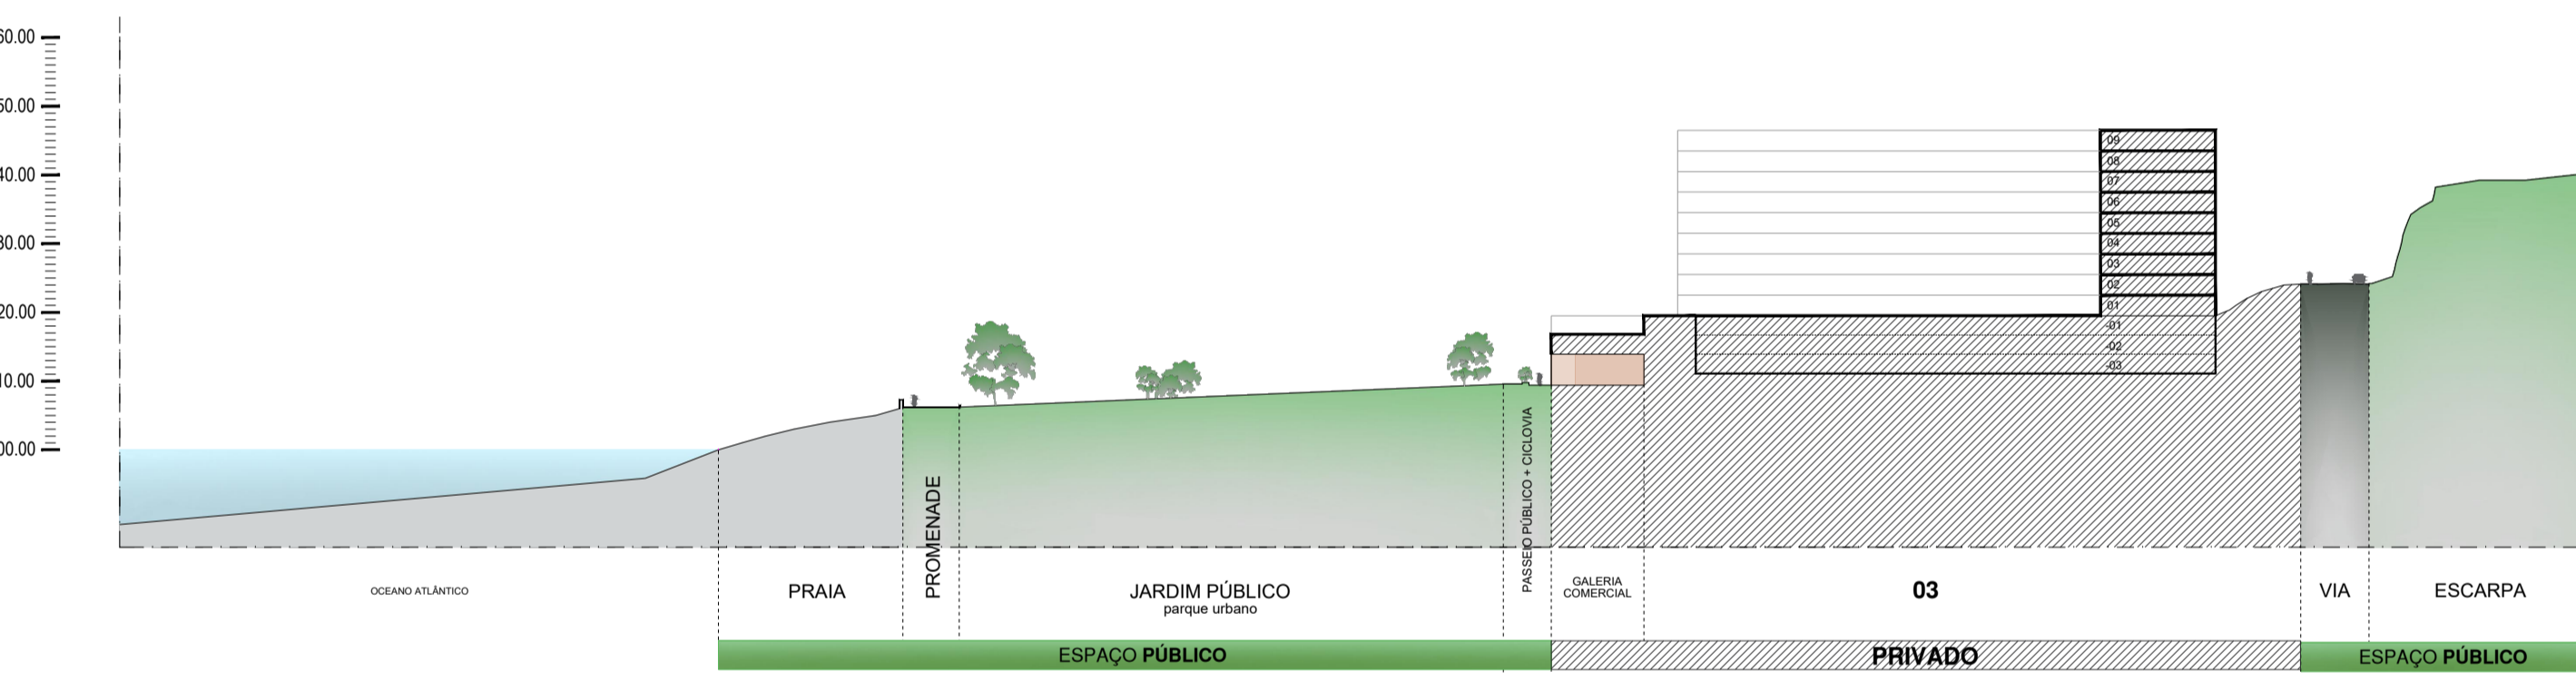 60.00
50.00
40.00
30.00
20.00
10.00
00.00
09
08
07
06
05
04
03
02
01
-01
-02
-03
OCEANO ATLÂNTICO
PRAIA
PROMENADE
JARDIM PÚBLICO
parque urbano
PASSEIO PÚBLICO + CICLOVIA
GALERIA
COMERCIAL
03
VIA
ESCARPA
ESPAÇO PÚBLICO
PRIVADO
ESPAÇO PÚBLICO